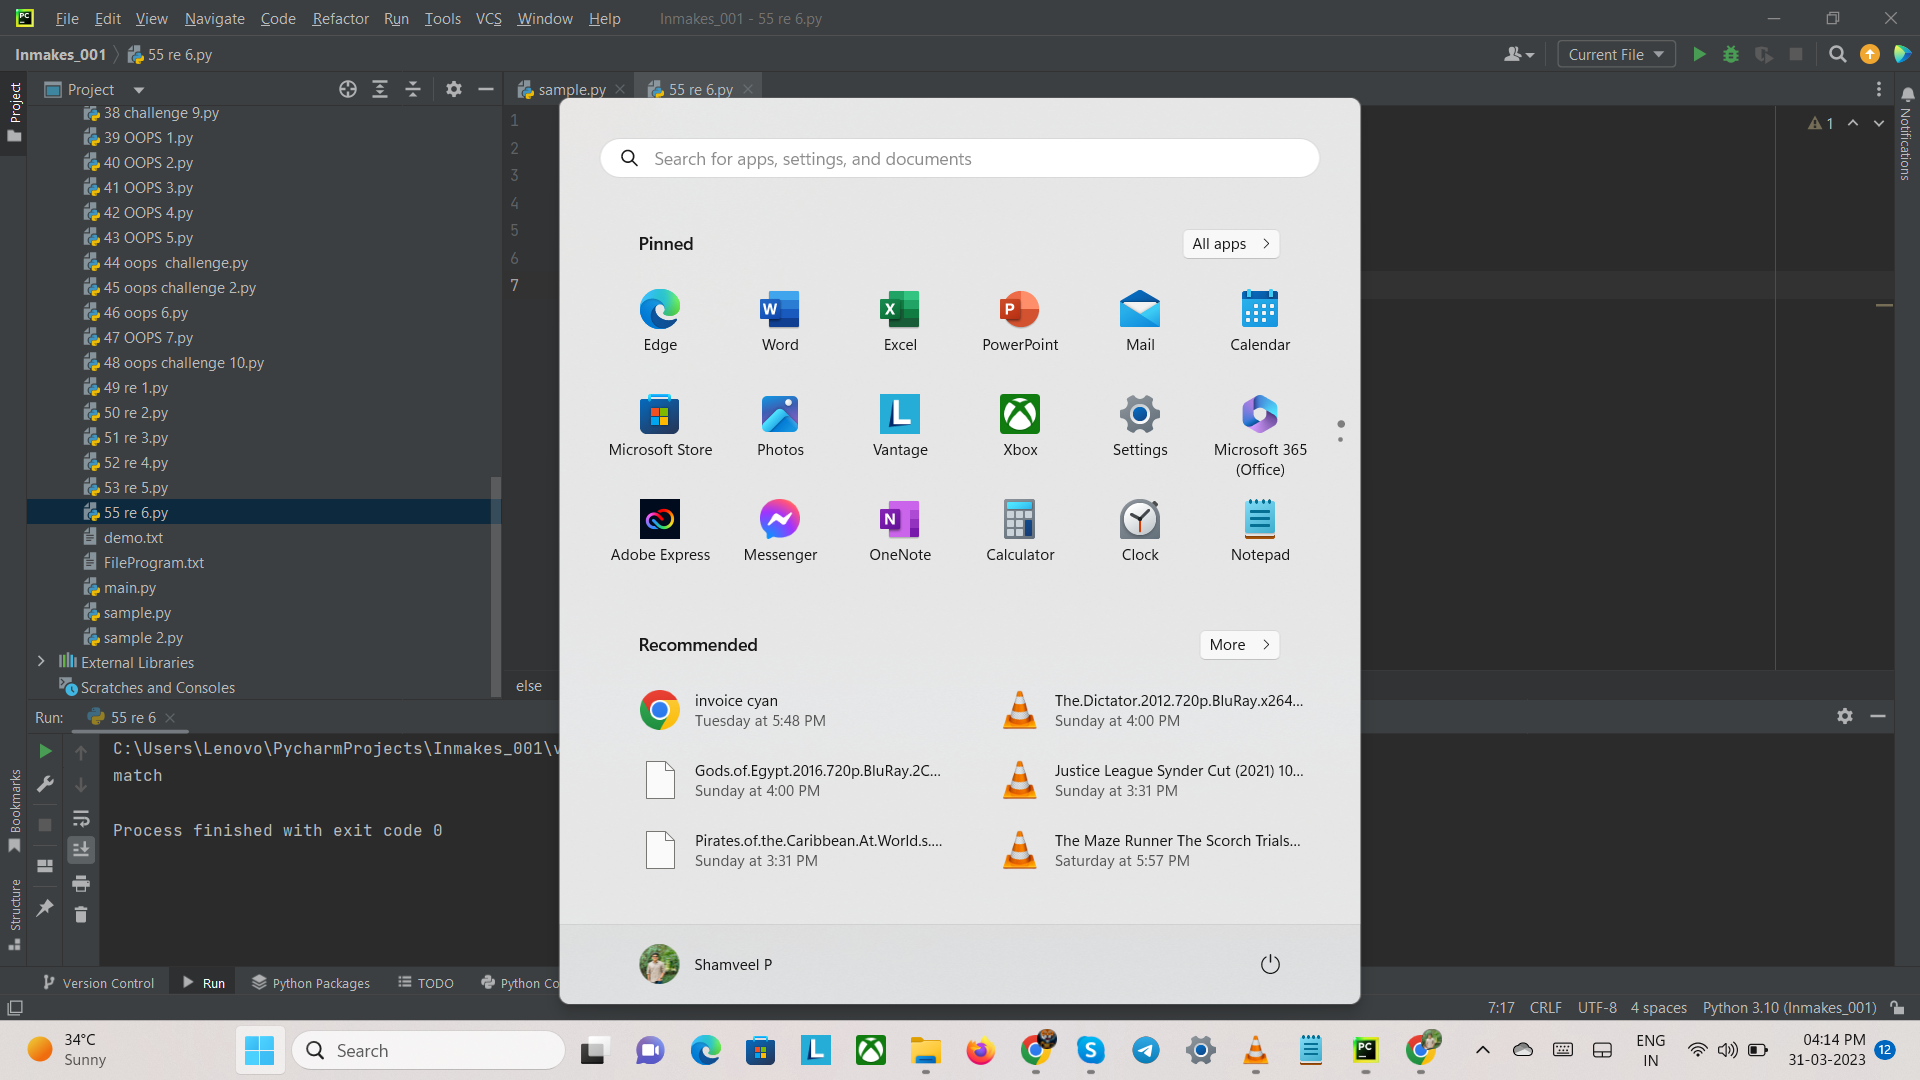 File Edit View Navigate Code Refactor Run Tools VCS Window Help Inmakes_001 - 55 re 6.py
Inmakes_001 55 re 6.py Current File
Project
Project
38 challenge 9.py
39 OOPS 1.py
40 OOPS 2.py
41 OOPS 3.py
42 OOPS 4.py
43 OOPS 5.py
44 oops challenge.py
45 oops challenge 2.py
46 oops 6.py
47 OOPS 7.py
48 oops challenge 10.py
49 re 1.py
50 re 2.py
51 re 3.py
52 re 4.py
53 re 5.py
55 re 6.py
demo.txt
FileProgram.txt
main.py
sample.py
sample 2.py
External Libraries
Scratches and Consoles
sample.py 55 re 6.py
1
2
3
4
5
6
7
1
Notifications
else
Search for apps, settings, and documents
Pinned All apps
Edge Word Excel PowerPoint Mail Calendar
Microsoft Store Photos Vantage Xbox Settings Microsoft 365
(Office)
Adobe Express Messenger OneNote Calculator Clock Notepad
Recommended More
invoice cyan
Tuesday at 5:48 PM
The.Dictator.2012.720p.BluRay.x264...
Sunday at 4:00 PM
Gods.of.Egypt.2016.720p.BluRay.2C...
Sunday at 4:00 PM
Justice League Synder Cut (2021) 10...
Sunday at 3:31 PM
Pirates.of.the.Caribbean.At.World.s....
Sunday at 3:31 PM
The Maze Runner The Scorch Trials...
Saturday at 5:57 PM
Shamveel P
Run: 55 re 6
C:\Users\Lenovo\PycharmProjects\Inmakes_001\v
match
Process finished with exit code 0
Bookmarks
Structure
Version Control Run Python Packages TODO Python Co
7:17 CRLF UTF-8 4 spaces Python 3.10 (Inmakes_001)
34°C
Sunny
Search
ENG
IN
04:14 PM
31-03-2023
12